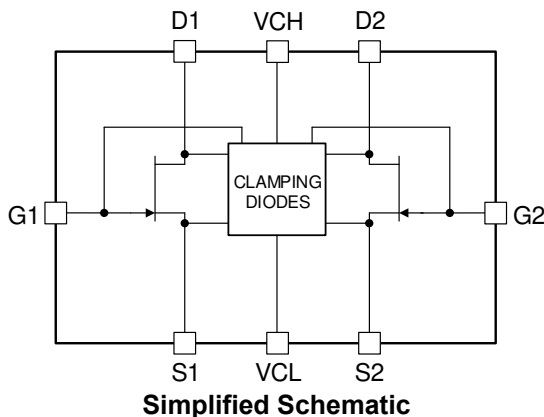 D1 VCH D2
CLAMPING
DIODES
G1 G2
S1 VCL S2
Simplified Schematic